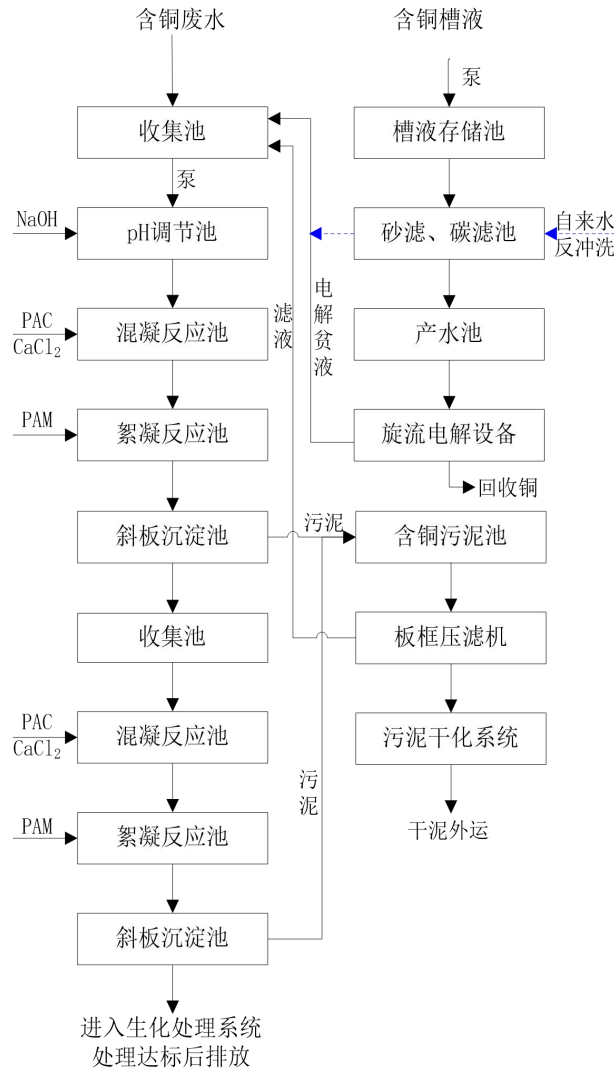 含铜废水
含铜槽液
泵
收集池
槽液存储池
泵
NaOH
pH调节池
砂滤、碳滤池
自来水
反冲洗
PAC
CaCl₂
混凝反应池
滤液
电解贫液
产水池
PAM
絮凝反应池
旋流电解设备
回收铜
斜板沉淀池
污泥
含铜污泥池
收集池
板框压滤机
PAC
CaCl₂
混凝反应池
污泥
污泥干化系统
PAM
絮凝反应池
干泥外运
斜板沉淀池
进入生化处理系统
处理达标后排放